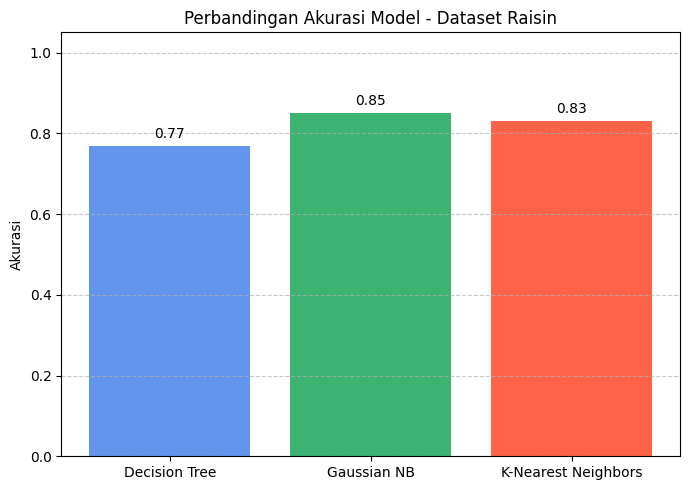 Perbandingan Akurasi Model - Dataset Raisin
1.0
0.8
0.6
0.4
0.2
0.0
Akurasi
0.77
0.85
0.83
Decision Tree
Gaussian NB
K-Nearest Neighbors